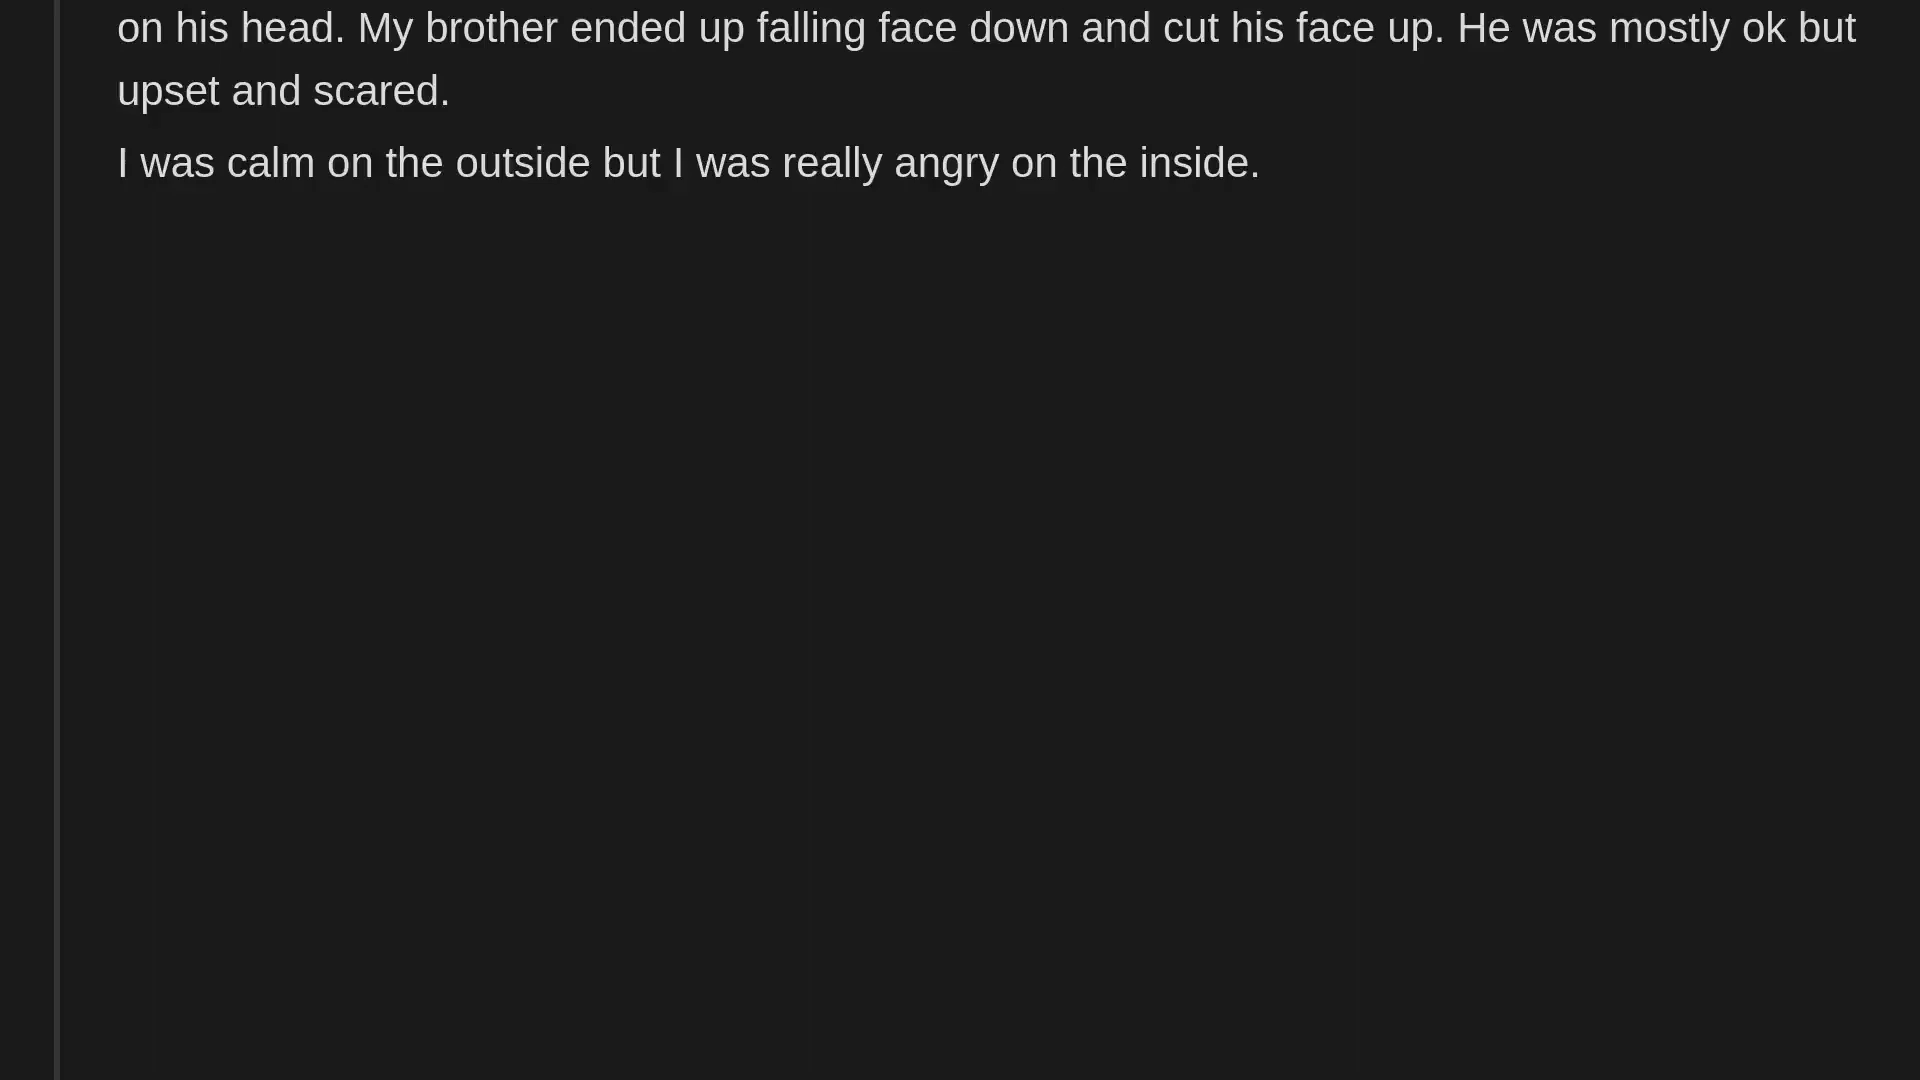 on his head. My brother ended up falling face down and cut his face up. He was mostly ok but
upset and scared.
I was calm on the outside but I was really angry on the inside.